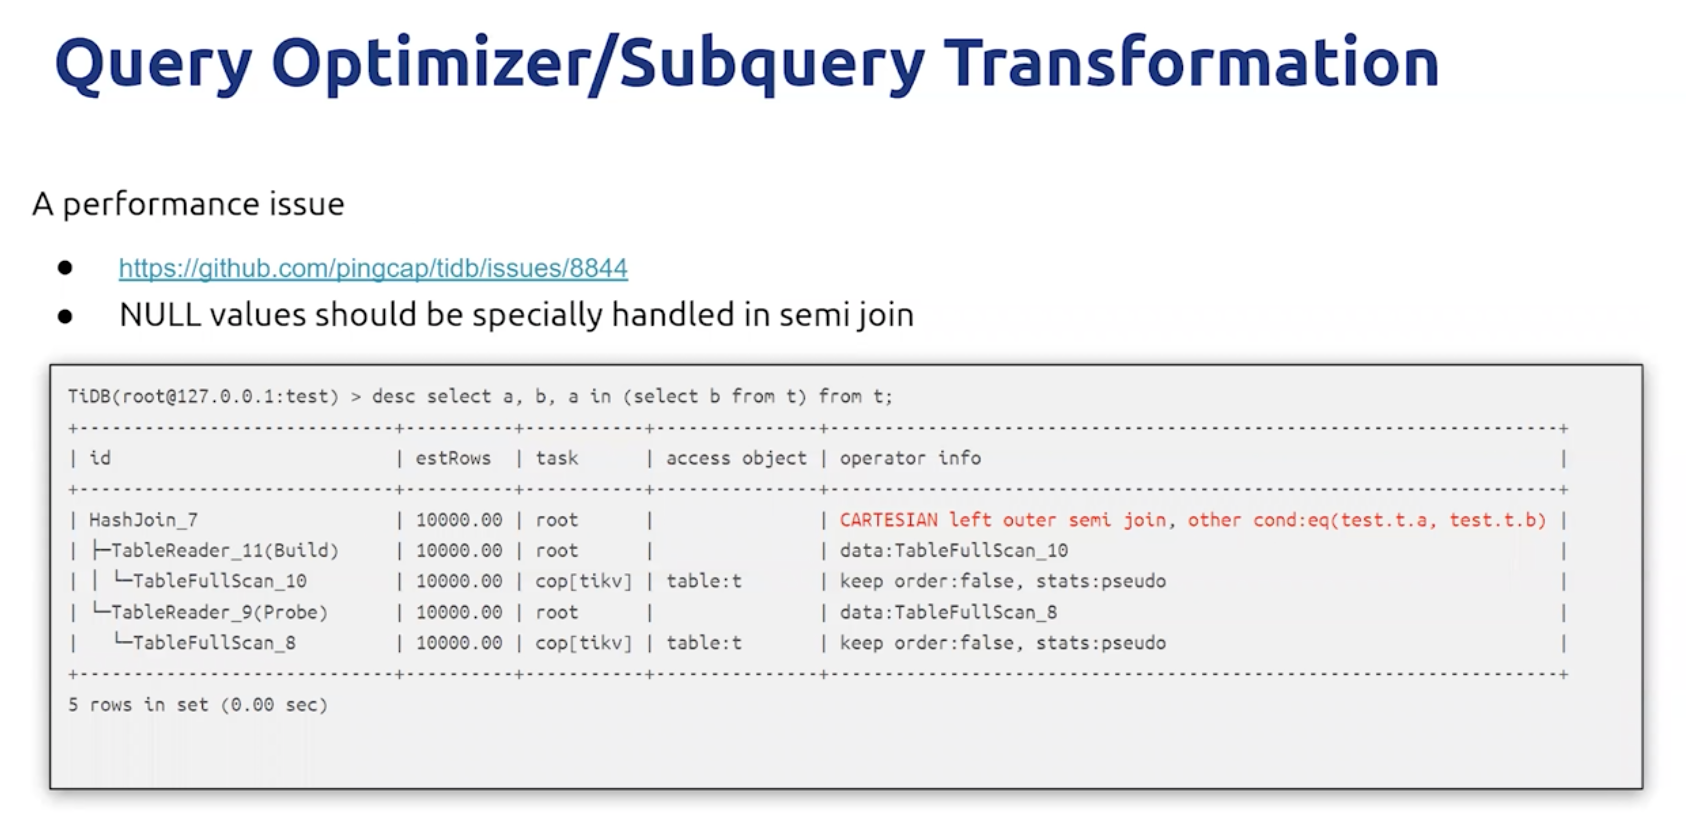 Query Optimizer/Subquery Transformation
A performance issue
● https://github.com/pingcap/tidb/issues/8844
● NULL values should be specially handled in semi join
TiDB(root@127.0.0.1:test) > desc select a, b, a in (select b from t) from t;
+-----------------------------+----------+-----------+---------------+-------------------------------------------------------------------+
| id                          | estRows  | task      | access object | operator info                                                     |
+-----------------------------+----------+-----------+---------------+-------------------------------------------------------------------+
| HashJoin_7                  | 10000.00 | root      |               | CARTESIAN left outer semi join, other cond:eq(test.t.a, test.t.b) |
| ├─TableReader_11(Build)     | 10000.00 | root      |               | data:TableFullScan_10                                             |
| │ └─TableFullScan_10        | 10000.00 | cop[tikv] | table:t       | keep order:false, stats:pseudo                                    |
| └─TableReader_9(Probe)      | 10000.00 | root      |               | data:TableFullScan_8                                              |
|   └─TableFullScan_8         | 10000.00 | cop[tikv] | table:t       | keep order:false, stats:pseudo                                    |
+-----------------------------+----------+-----------+---------------+-------------------------------------------------------------------+
5 rows in set (0.00 sec)